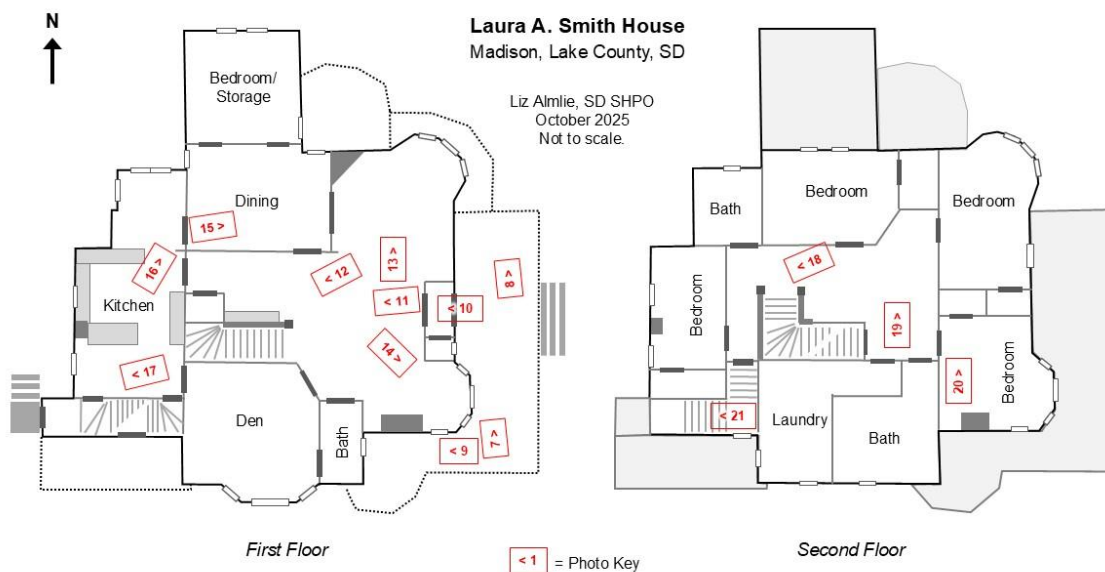 N
Laura A. Smith House
Madison, Lake County, SD
Liz Almlie, SD SHPO
October 2025
Not to scale.
Bedroom/
Storage
Dining
15 >
16 >
< 12
13 >
8 >
< 11
< 10
Kitchen
14 >
< 17
Den
Bath
< 9
7 >
First Floor
Bedroom
Bath
Bedroom
< 18
Bedroom
19 >
20 >
Bedroom
< 21
Laundry
Bath
Second Floor
< 1 = Photo Key